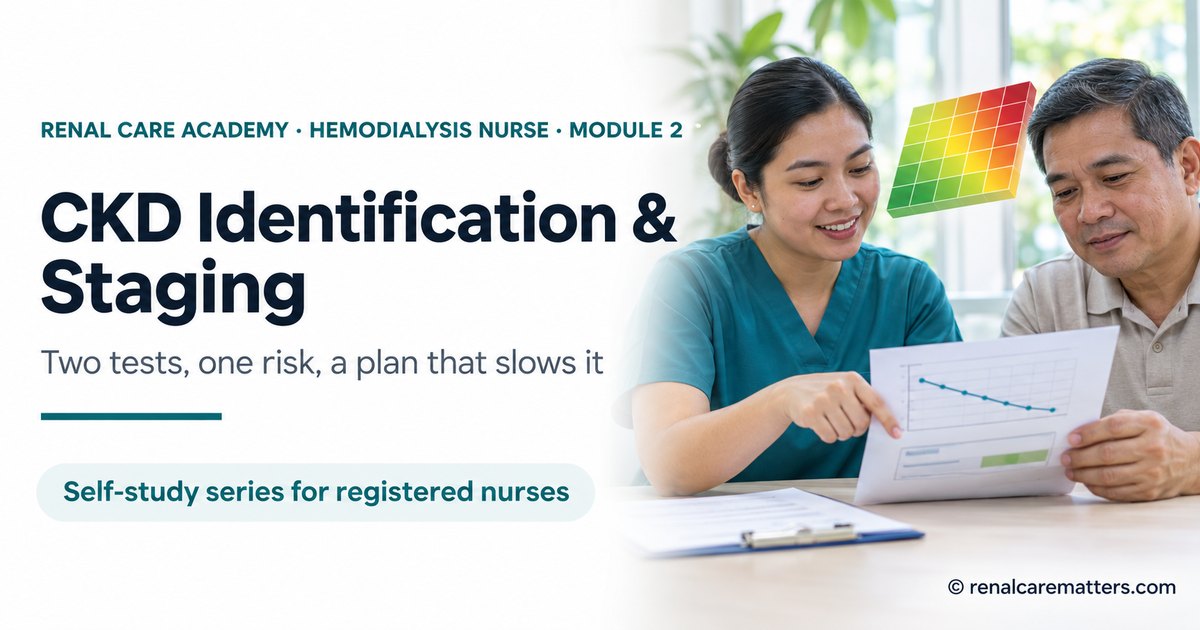 RENAL CARE ACADEMY · HEMODIALYSIS NURSE · MODULE 2
CKD Identification &
Staging
Two tests, one risk, a plan that slows it
Self-study series for registered nurses
© renalcarematters.com